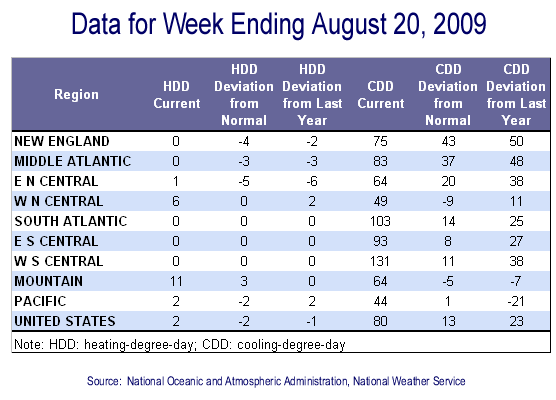 Data for Week Ending August 20, 2009
Region HDD Current HDD Deviation from Normal HDD Deviation from Last Year CDD Current CDD Deviation from Normal CDD Deviation from Last Year
NEW ENGLAND 0 -4 -2 75 43 50
MIDDLE ATLANTIC 0 -3 -3 83 37 48
E N CENTRAL 1 -5 -6 64 20 38
W N CENTRAL 6 0 2 49 -9 11
SOUTH ATLANTIC 0 0 0 103 14 25
E S CENTRAL 0 0 0 93 8 27
W S CENTRAL 0 0 0 131 11 38
MOUNTAIN 11 3 0 64 -5 -7
PACIFIC 2 -2 2 44 1 -21
UNITED STATES 2 -2 -1 80 13 23
Note: HDD: heating-degree-day; CDD: cooling-degree-day
Source: National Oceanic and Atmospheric Administration, National Weather Service